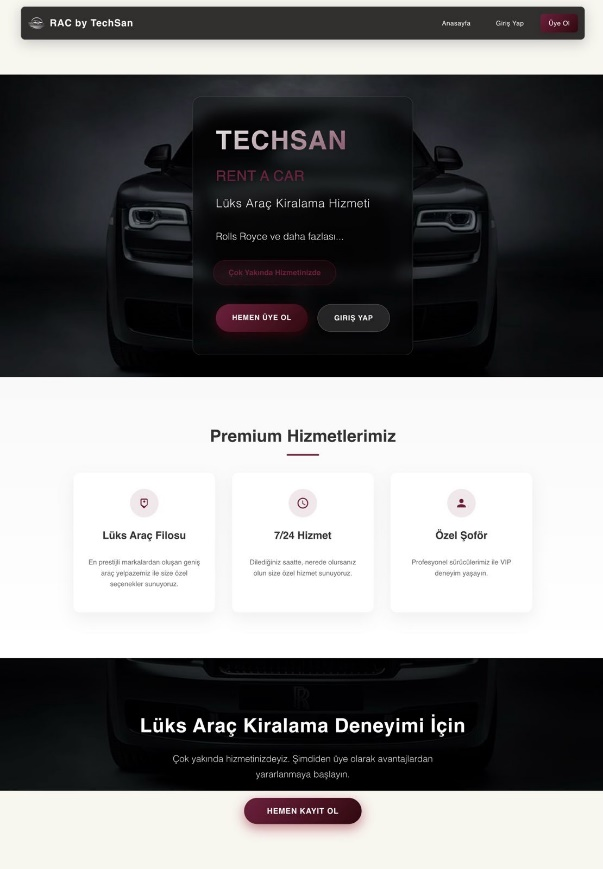 RAC by TechSan
Anasayfa
Giriş Yap
Üye Ol
TECHSAN
RENT A CAR
Lüks Araç Kiralama Hizmeti
Rolls Royce ve daha fazlası...
Çok Yakında Hizmetinizde
HEMEN ÜYE OL
GIRIŞ YAP
Premium Hizmetlerimiz
Lüks Araç Filosu
En prestijli markalardan oluşan geniş
araç yelpazemiz ile size özel
seçenekler sunuyoruz.
7/24 Hizmet
Dilediğiniz saatte, nerede olursanız
olun size özel hizmet sunuyoruz.
Özel Şoför
Profesyonel sürücülerimiz ile VIP
deneyim yaşayın.
Lüks Araç Kiralama Deneyimi İçin
Çok yakında hizmetinizdeyiz. Şimdiden üye olarak avantajlardan
yararlanmaya başlayın.
HEMEN KAYIT OL